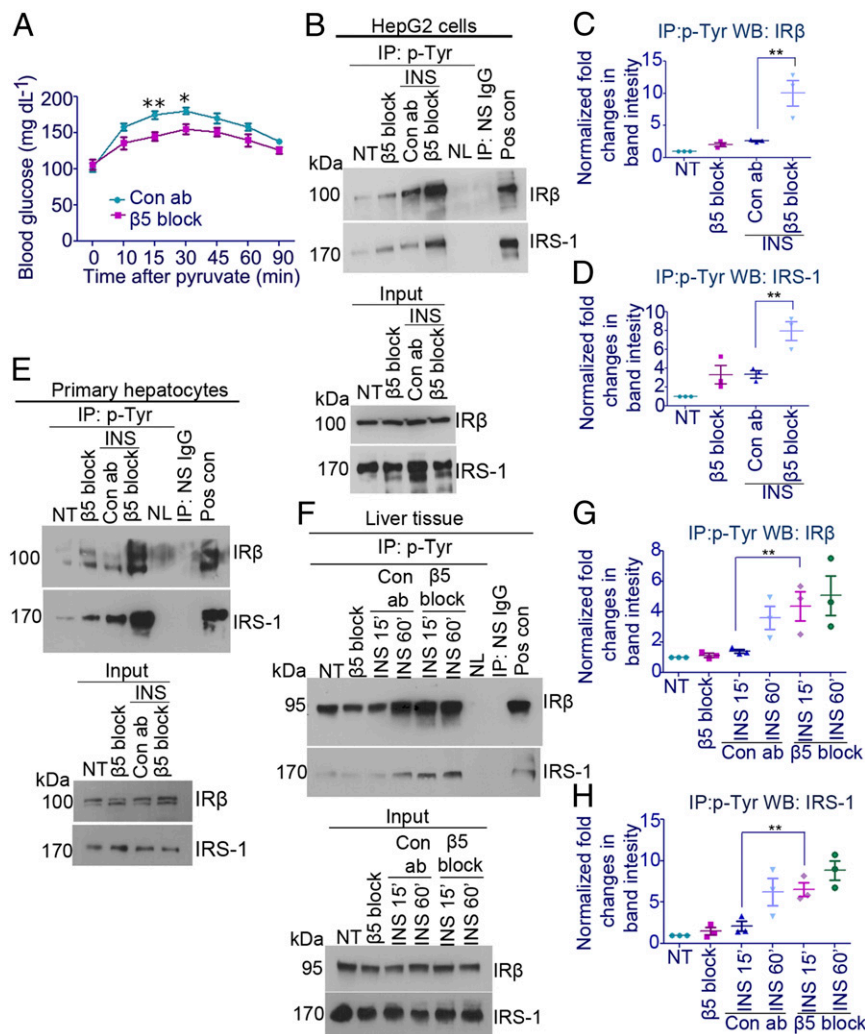 A
Blood glucose (mg dL-1)
200
150
100
50
0
** *
Con ab
β5 block
0 10 15 30 45 60 90
Time after pyruvate (min)
B
HepG2 cells
IP: p-Tyr
INS
NT
β5 block
Con ab
β5 block
NL
IP: NS IgG
Pos con
kDa
100
IRβ
170
IRS-1
Input
INS
NT
β5 block
Con ab
β5 block
kDa
100
IRβ
170
IRS-1
C
IP:p-Tyr WB: IRβ
Normalized fold
changes in
band intesity
15
10
5
0
**
NT
β5 block
Con ab
β5 block
INS
D
IP:p-Tyr WB: IRS-1
Normalized fold
changes in
band intesity
10
8
6
4
2
0
**
NT
β5 block
Con ab
β5 block
INS
E
Primary hepatocytes
IP: p-Tyr
INS
NT
β5 block
Con ab
β5 block
NL
IP: NS IgG
Pos con
100
IRβ
170
IRS-1
Input
INS
NT
β5 block
Con ab
β5 block
kDa
100
IRβ
170
IRS-1
F
Liver tissue
IP: p-Tyr
Con
ab
β5
block
NT
β5 block
INS 15'
INS 60'
INS 15'
INS 60'
NL
IP: NS IgG
Pos con
kDa
95
IRβ
170
IRS-1
Input
Con
ab
β5
block
NT
β5 block
INS 15'
INS 60'
INS 15'
INS 60'
kDa
95
IRβ
170
IRS-1
G
IP:p-Tyr WB: IRβ
Normalized fold
changes in
band intesity
8
6
4
2
0
**
NT
β5 block
INS 15'
INS 60'
INS 15'
INS 60'
Con ab
β5 block
H
IP:p-Tyr WB: IRS-1
Normalized fold
changes in
band intesity
15
10
5
0
**
NT
β5 block
INS 15'
INS 60'
INS 15'
INS 60'
Con ab
β5 block